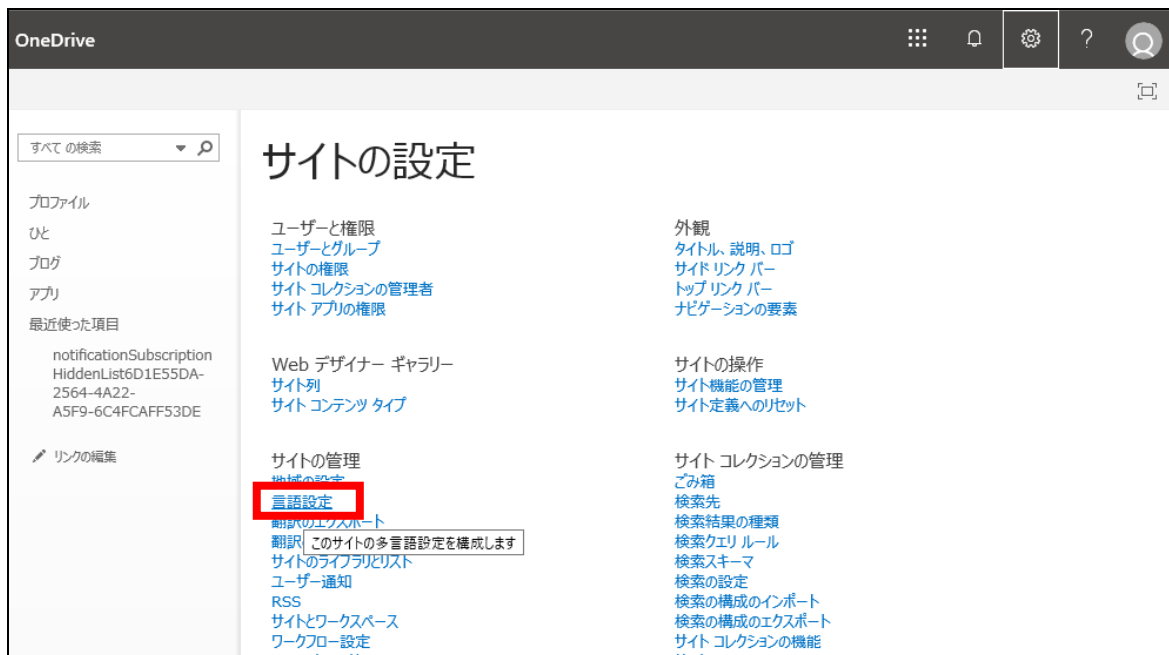 OneDrive
?
すべて の検索
プロファイル
ひと
ブログ
アプリ
最近使った項目
notificationSubscription
HiddenList6D1E55DA-
2564-4A22-
A5F9-6C4FCAFF53DE
リンクの編集
サイトの設定
ユーザーと権限
ユーザーとグループ
サイトの権限
サイト コレクションの管理者
サイト アプリの権限
Web デザイナー ギャラリー
サイト列
サイト コンテンツ タイプ
サイトの管理
地域の設定
言語設定
翻訳のエクスポート
翻訳
このサイトの多言語設定を構成します
サイトのライブラリとリスト
ユーザー通知
RSS
サイトとワークスペース
ワークフロー設定
外観
タイトル、説明、ロゴ
サイド リンク バー
トップ リンク バー
ナビゲーションの要素
サイトの操作
サイト機能の管理
サイト定義へのリセット
サイト コレクションの管理
ごみ箱
検索先
検索結果の種類
検索クエリ ルール
検索スキーマ
検索の設定
検索の構成のインポート
検索の構成のエクスポート
サイト コレクションの機能